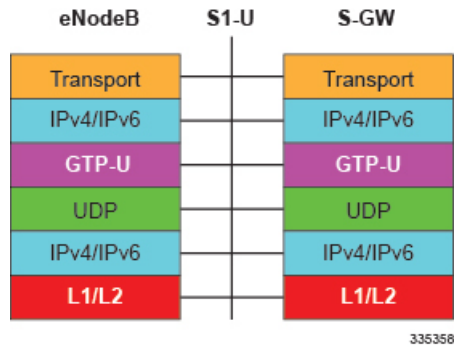 eNodeB S1-U S-GW
Transport Transport
IPv4/IPv6 IPv4/IPv6
GTP-U GTP-U
UDP UDP
IPv4/IPv6 IPv4/IPv6
L1/L2 L1/L2
335358